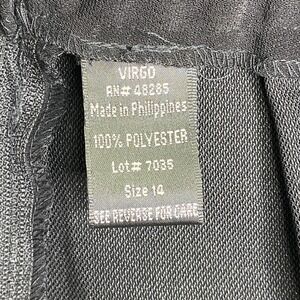 VIRGO
RN# 48285
Made in Philippines
100% POLYESTER
Lot# 7035
Size 14
SEE REVERSE FOR CARE